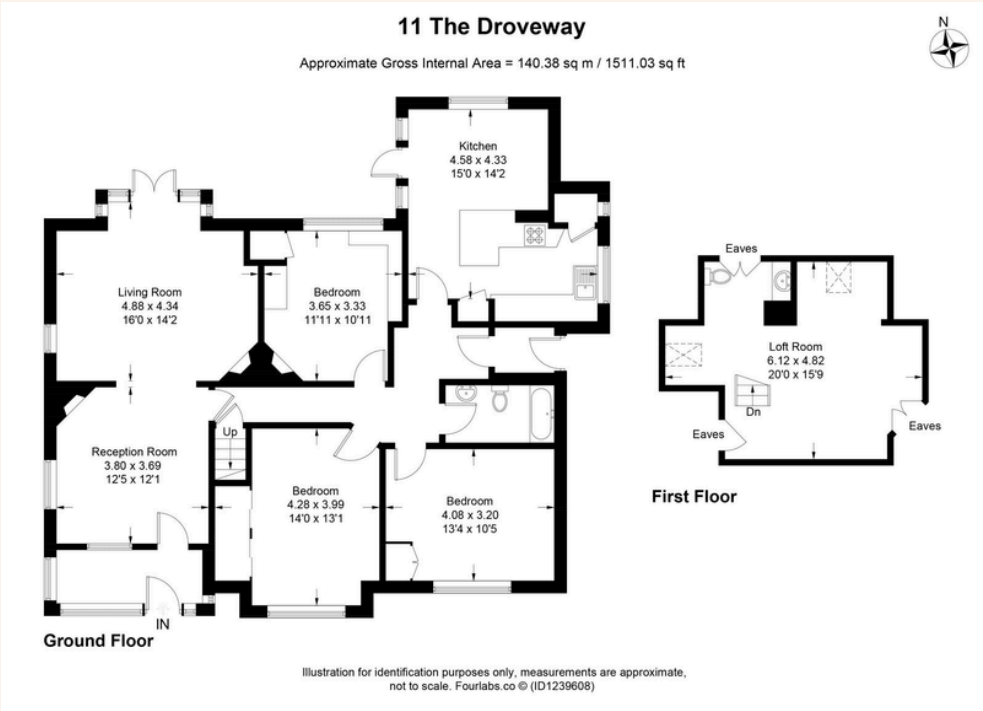 11 The Droveway
N
Approximate Gross Internal Area = 140.38 sq m / 1511.03 sq ft
Kitchen
4.58 x 4.33
15'0 x 14'2
Living Room
4.88 x 4.34
16'0 x 14'2
Bedroom
3.65 x 3.33
11'11 x 10'11
Eaves
Loft Room
6.12 x 4.82
20'0 x 15'9
Dn
Eaves
Eaves
Up
Reception Room
3.80 x 3.69
12'5 x 12'1
Bedroom
4.28 x 3.99
14'0 x 13'1
Bedroom
4.08 x 3.20
13'4 x 10'5
First Floor
IN
Ground Floor
Illustration for identification purposes only, measurements are approximate,
not to scale. Fourlabs.co © (ID1239608)